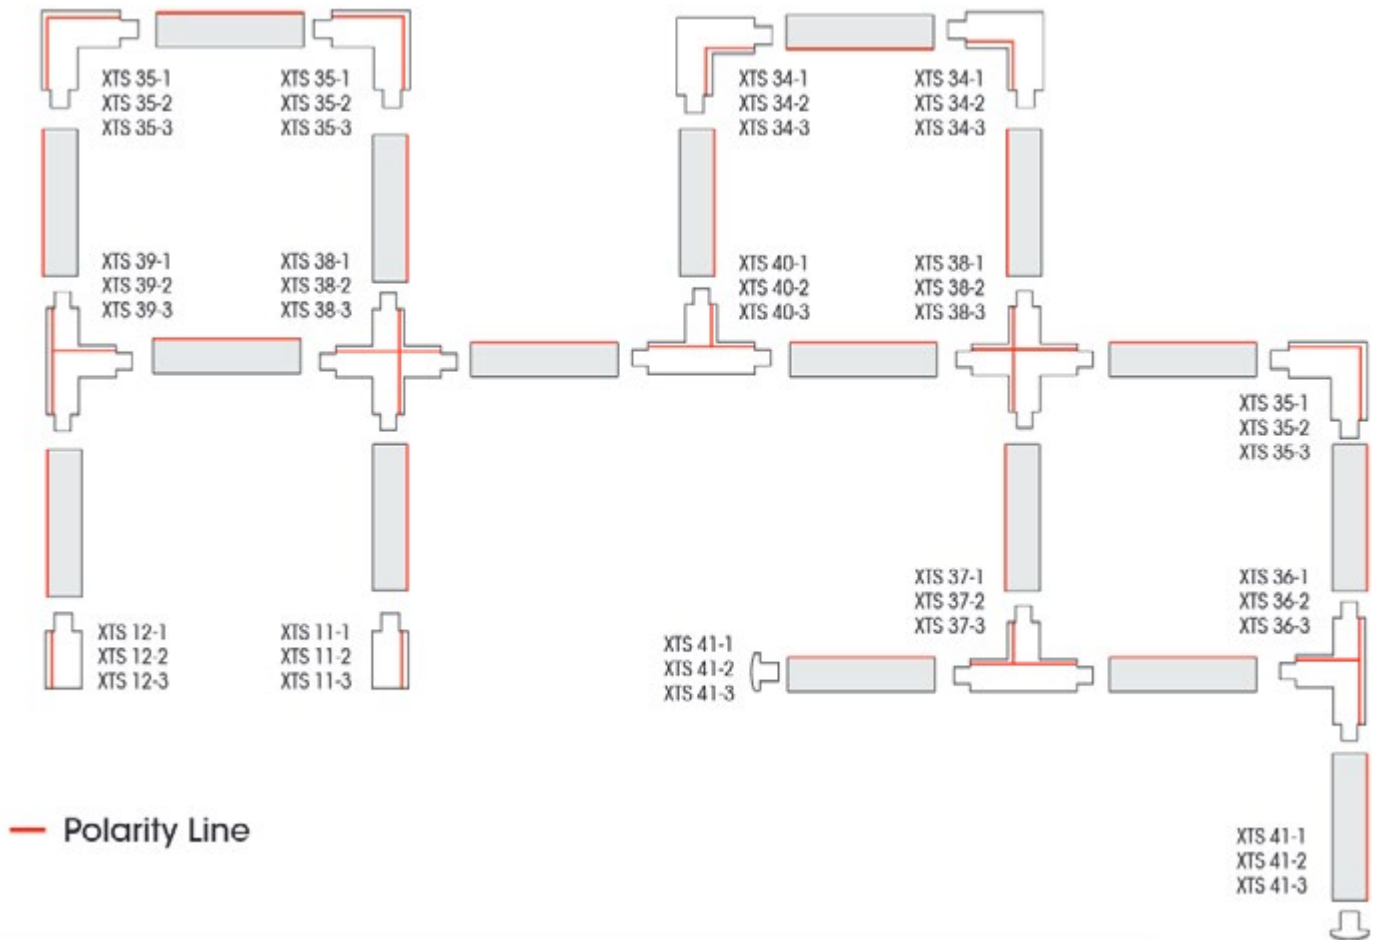 XTS 35-1
XTS 35-2
XTS 35-3
XTS 35-1
XTS 35-2
XTS 35-3
XTS 34-1
XTS 34-2
XTS 34-3
XTS 34-1
XTS 34-2
XTS 34-3
XTS 39-1
XTS 39-2
XTS 39-3
XTS 38-1
XTS 38-2
XTS 38-3
XTS 40-1
XTS 40-2
XTS 40-3
XTS 38-1
XTS 38-2
XTS 38-3
XTS 35-1
XTS 35-2
XTS 35-3
XTS 12-1
XTS 12-2
XTS 12-3
XTS 11-1
XTS 11-2
XTS 11-3
XTS 41-1
XTS 41-2
XTS 41-3
XTS 37-1
XTS 37-2
XTS 37-3
XTS 36-1
XTS 36-2
XTS 36-3
Polarity Line
XTS 41-1
XTS 41-2
XTS 41-3